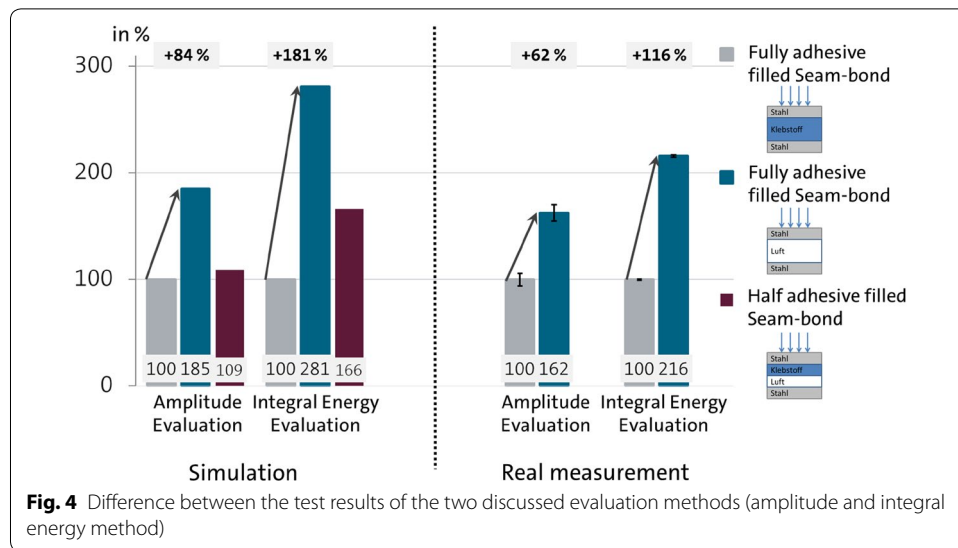 in %
+84 %
+181 %
+62 %
+116 %
300
200
100
0
100 185 109
100 281 166
100 162
100 216
Amplitude
Evaluation
Integral Energy
Evaluation
Amplitude
Evaluation
Integral Energy
Evaluation
Simulation
Real measurement
Fully adhesive
filled Seam-bond
Stahl
Klebstoff
Stahl
Fully adhesive
filled Seam-bond
Stahl
Luft
Stahl
Half adhesive filled
Seam-bond
Stahl
Klebstoff
Luft
Stahl
Fig. 4 Difference between the test results of the two discussed evaluation methods (amplitude and integral
energy method)